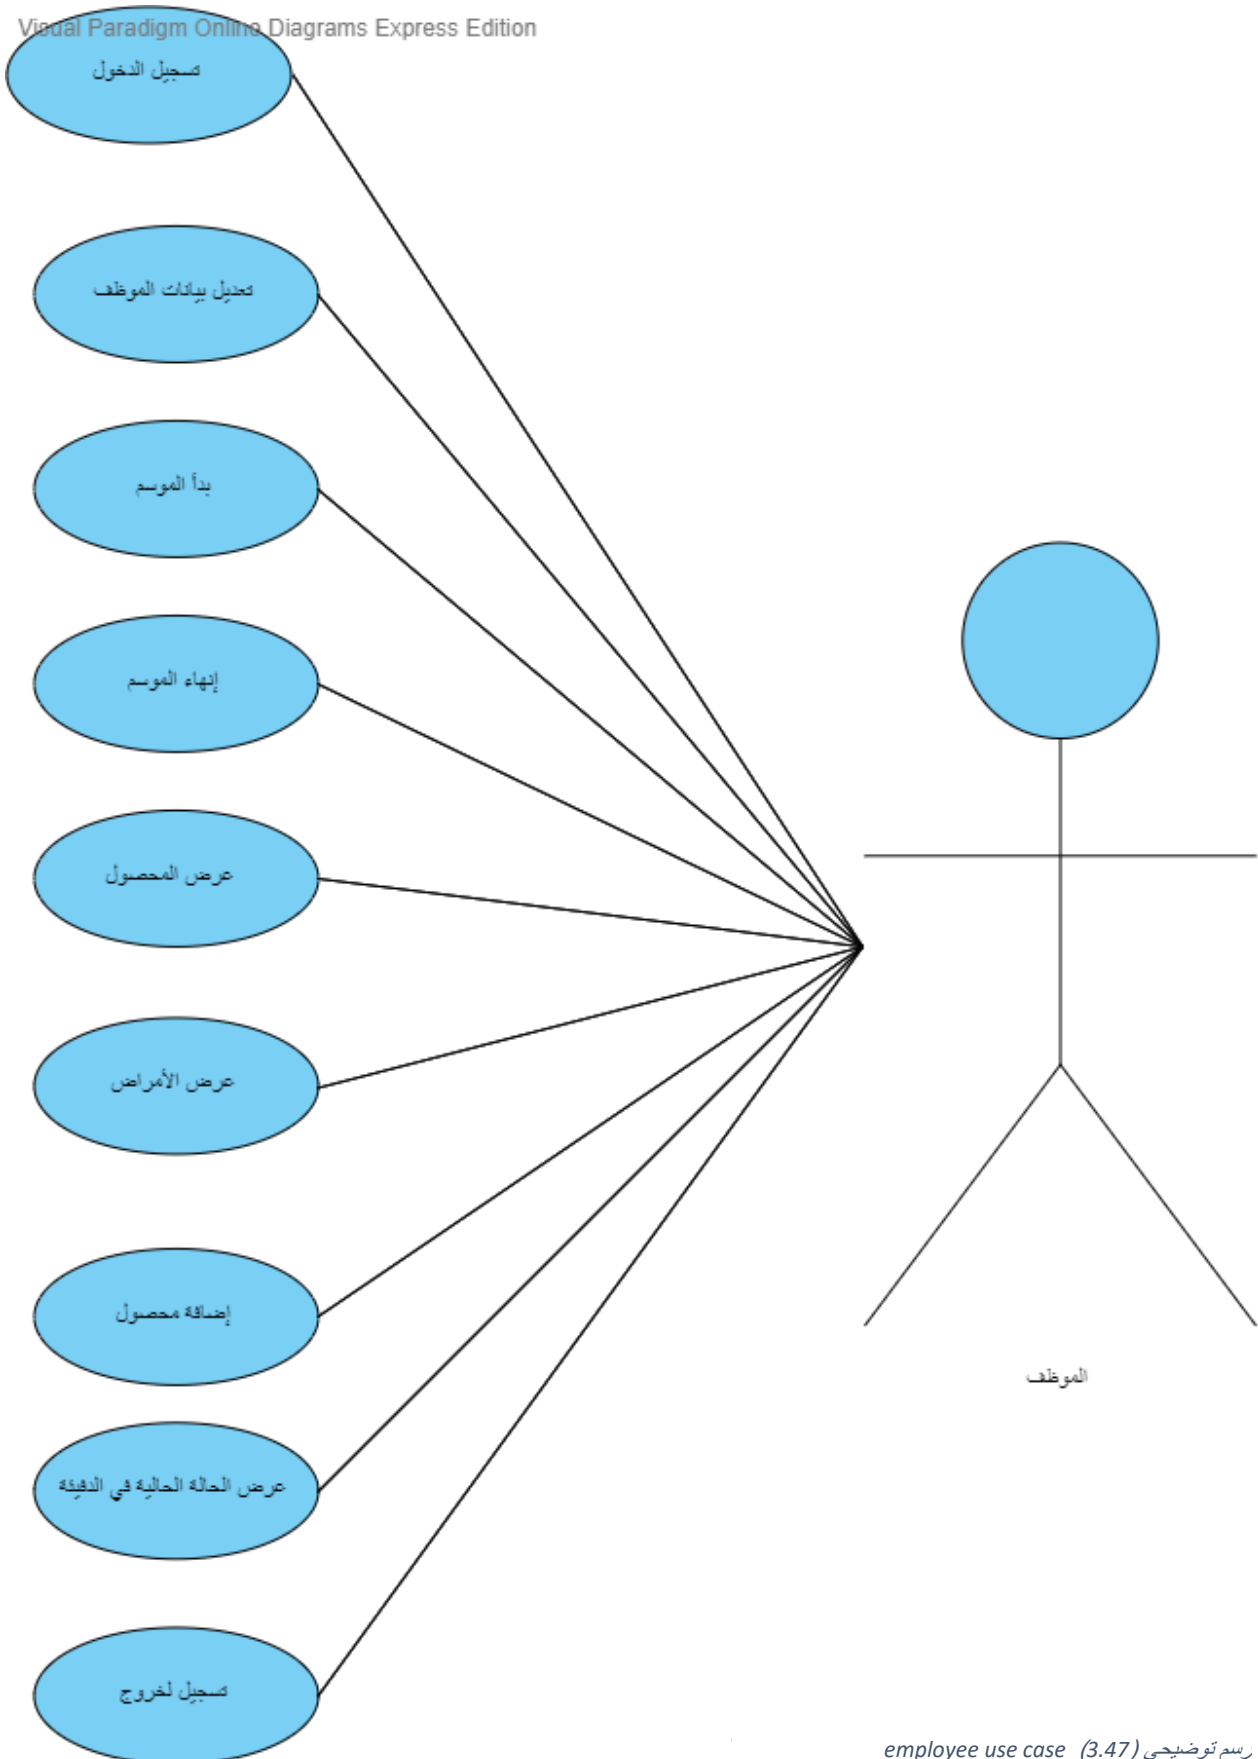 Visual Paradigm Online Diagrams Express Edition
تسجيل الدخول
تعديل بيانات الموظف
بدأ الموسم
إنهاء الموسم
عرض المحصول
عرض الأمراض
إضافة محصول
عرض الحالة الحالية في الدفيئة
تسجيل لخروج
الموظف
رسم توضيحي (3.47) employee use case